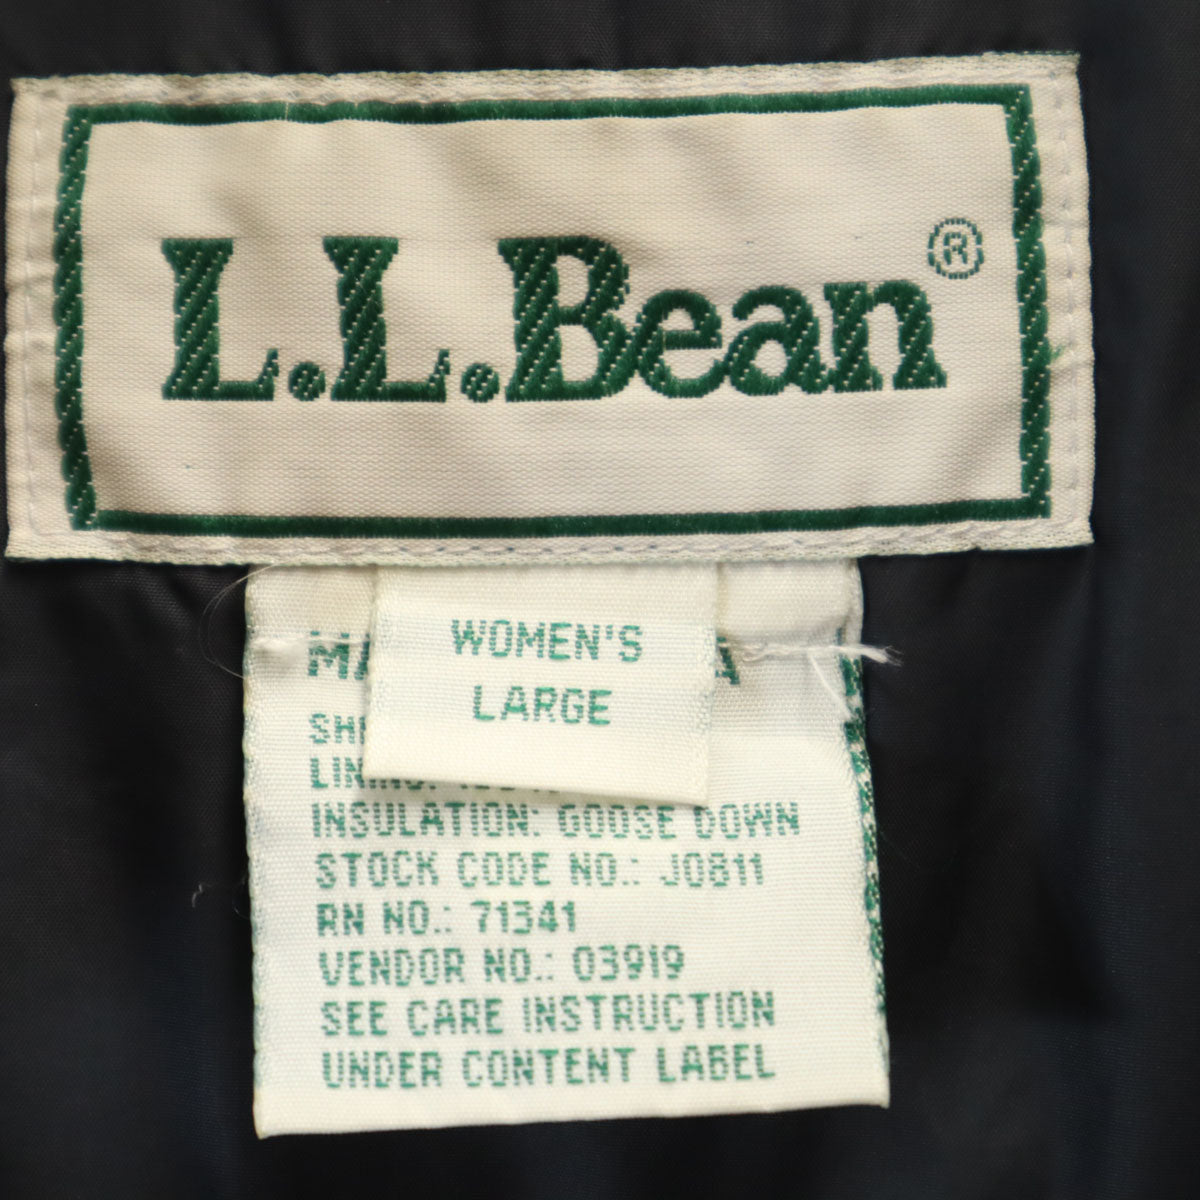 L.L.Bean®
WOMEN'S
LARGE
INSULATION: GOOSE DOWN
STOCK CODE NO.: J0811
RN NO.: 71341
VENDOR NO.: 03919
SEE CARE INSTRUCTION
UNDER CONTENT LABEL